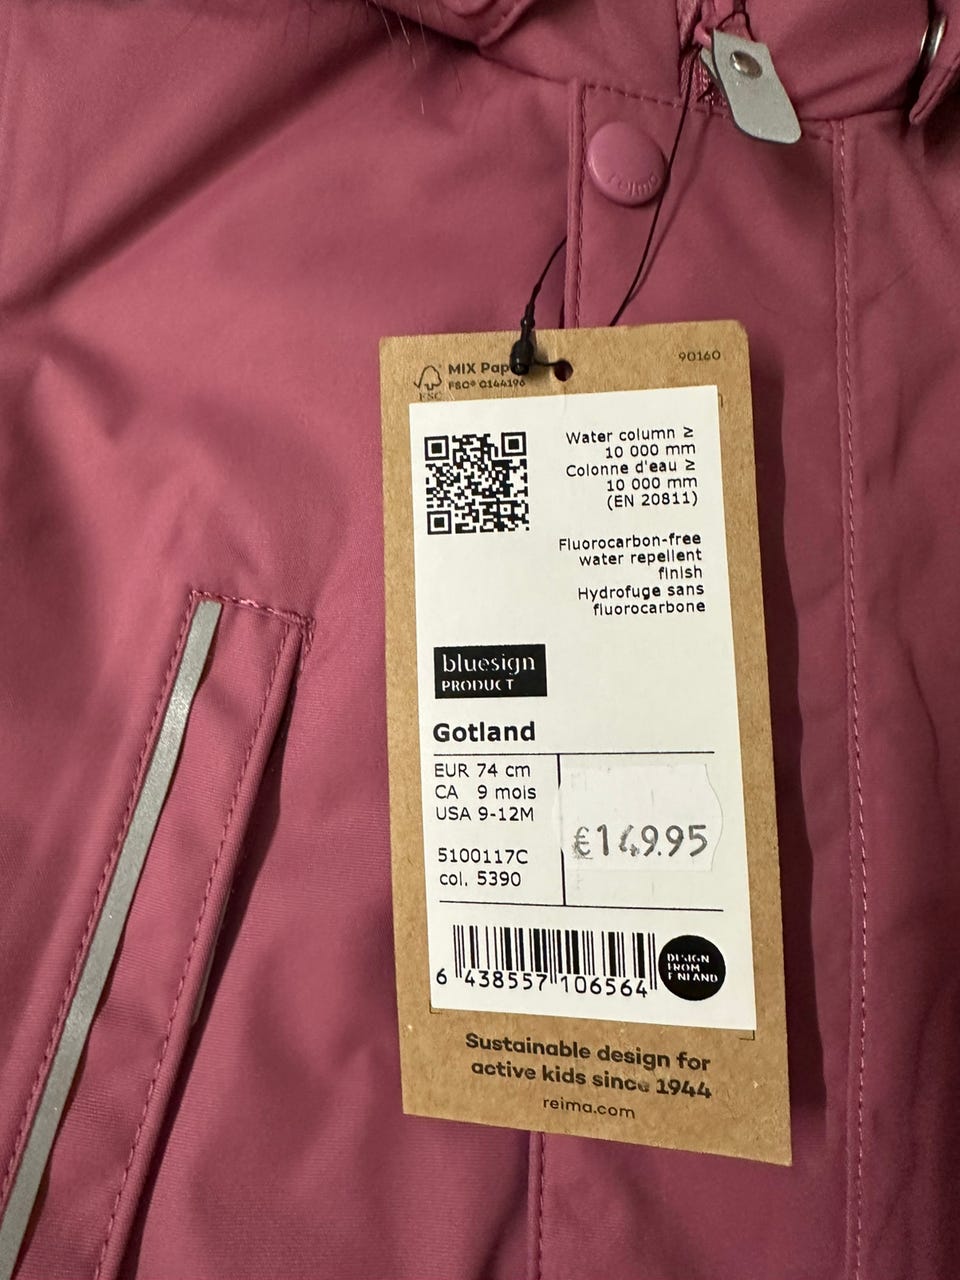 reima
MIX Pap
FSC® C144196
FSC
90160
Water column ≥
10 000 mm
Colonne d'eau ≥
10 000 mm
(EN 20811)
Fluorocarbon-free
water repellent
finish
Hydrofuge sans
fluorocarbone
bluesign
PRODUCT
Gotland
EUR 74 cm
CA 9 mois
USA 9-12M
5100117C
col. 5390
€149.95
6 438557 106564
DESIGN
FROM
FINLAND
Sustainable design for
active kids since 1944
reima.com